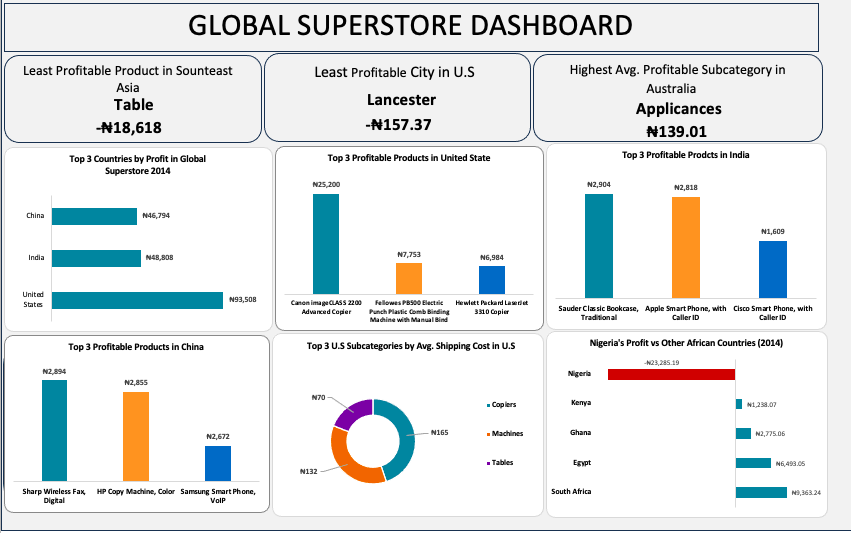 GLOBAL SUPERSTORE DASHBOARD
Least Profitable Product in Sounteast
Asia
Table
-₦18,618
Least Profitable City in U.S
Lancester
-₦157.37
Highest Avg. Profitable Subcategory in
Australia
Applicances
₦139.01
Top 3 Countries by Profit in Global
Superstore 2014
China
₦46,794
India
₦48,808
United
States
₦93,508
Top 3 Profitable Products in United State
₦25,200
₦7,753
₦6,984
Canon imageCLASS 2200
Advanced Copier
Fellowes PB500 Electric
Punch Plastic Comb Binding
Machine with Manual Bind
Hewlett Packard LaserJet
3310 Copier
Top 3 Profitable Prodcts in India
₦2,904
₦2,818
₦1,609
Sauder Classic Bookcase,
Traditional
Apple Smart Phone, with
Caller ID
Cisco Smart Phone, with
Caller ID
Top 3 Profitable Products in China
₦2,894
₦2,855
₦2,672
Sharp Wireless Fax,
Digital
HP Copy Machine, Color
Samsung Smart Phone,
VoIP
Top 3 U.S Subcategories by Avg. Shipping Cost in U.S
₦70
₦165
₦132
Copiers
Machines
Tables
Nigeria's Profit vs Other African Countries (2014)
-₦23,285.19
Nigeria
Kenya
₦1,238.07
Ghana
₦2,775.06
Egypt
₦6,493.05
South Africa
₦9,363.24